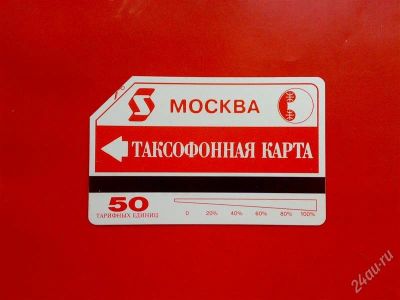 МОСКВА
ТАКСОФОННАЯ КАРТА
50
ТАРИФНЫХ ЕДИНИЦ
0 20% 40% 60% 80% 100%
24au.ru